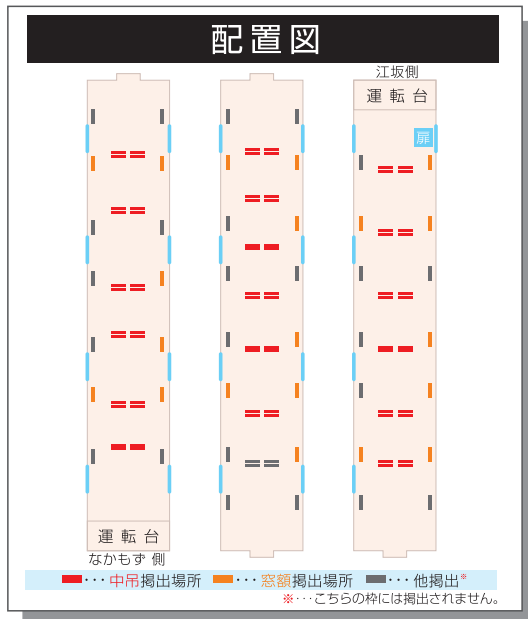 配置図
江坂側
運転台
扉
運転台
なかもず 側
･･･中吊掲出場所 ･･･窓額掲出場所 ･･･他掲出※
※･･･こちらの枠には掲出されません。